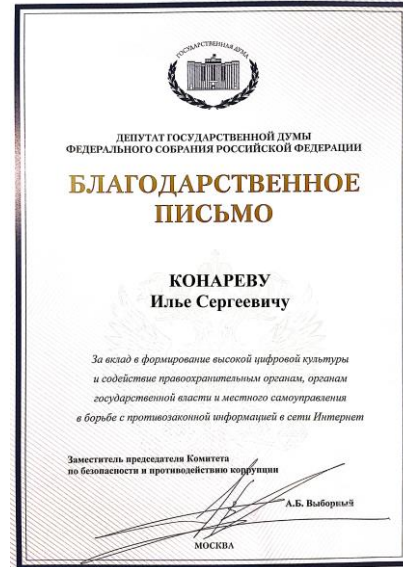 ГОСУДАРСТВЕННАЯ ДУМА
ДЕПУТАТ ГОСУДАРСТВЕННОЙ ДУМЫ
ФЕДЕРАЛЬНОГО СОБРАНИЯ РОССИЙСКОЙ ФЕДЕРАЦИИ
БЛАГОДАРСТВЕННОЕ
ПИСЬМО
КОНАРЕВУ
Илье Сергеевичу
За вклад в формирование высокой цифровой культуры
и содействие правоохранительным органам, органам
государственной власти и местного самоуправления
в борьбе с противозаконной информацией в сети Интернет
Заместитель председателя Комитета
по безопасности и противодействию коррупции
А.Б. Выборный
МОСКВА